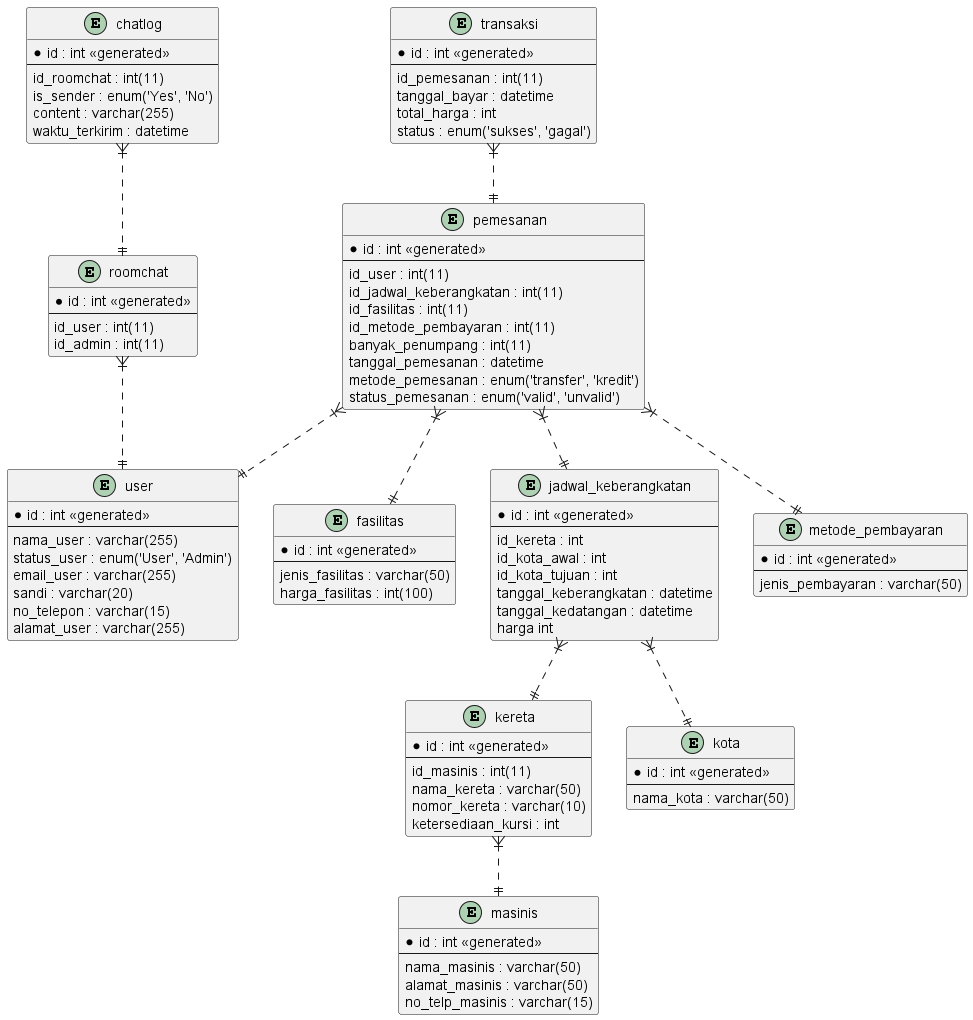 E chatlog
id : int «generated»
id_roomchat : int(11)
is_sender : enum('Yes', 'No')
content : varchar(255)
waktu_terkirim : datetime
E transaksi
id : int «generated»
id_pemesanan : int(11)
tanggal_bayar : datetime
total_harga : int
status : enum('sukses', 'gagal')
E roomchat
id : int «generated»
id_user : int(11)
id_admin : int(11)
E pemesanan
id : int «generated»
id_user : int(11)
id_jadwal_keberangkatan : int(11)
id_fasilitas : int(11)
id_metode_pembayaran : int(11)
banyak_penumpang : int(11)
tanggal_pemesanan : datetime
metode_pemesanan : enum('transfer', 'kredit')
status_pemesanan : enum('valid', 'unvalid')
E user
id : int «generated»
nama_user : varchar(255)
status_user : enum('User', 'Admin')
email_user : varchar(255)
sandi : varchar(20)
no_telepon : varchar(15)
alamat_user : varchar(255)
E fasilitas
id : int «generated»
jenis_fasilitas : varchar(50)
harga_fasilitas : int(100)
E jadwal_keberangkatan
id : int «generated»
id_kereta : int
id_kota_awal : int
id_kota_tujuan : int
tanggal_keberangkatan : datetime
tanggal_kedatangan : datetime
harga int
E metode_pembayaran
id : int «generated»
jenis_pembayaran : varchar(50)
E kereta
id : int «generated»
id_masinis : int(11)
nama_kereta : varchar(50)
nomor_kereta : varchar(10)
ketersediaan_kursi : int
E kota
id : int «generated»
nama_kota : varchar(50)
E masinis
id : int «generated»
nama_masinis : varchar(50)
alamat_masinis : varchar(50)
no_telp_masinis : varchar(15)